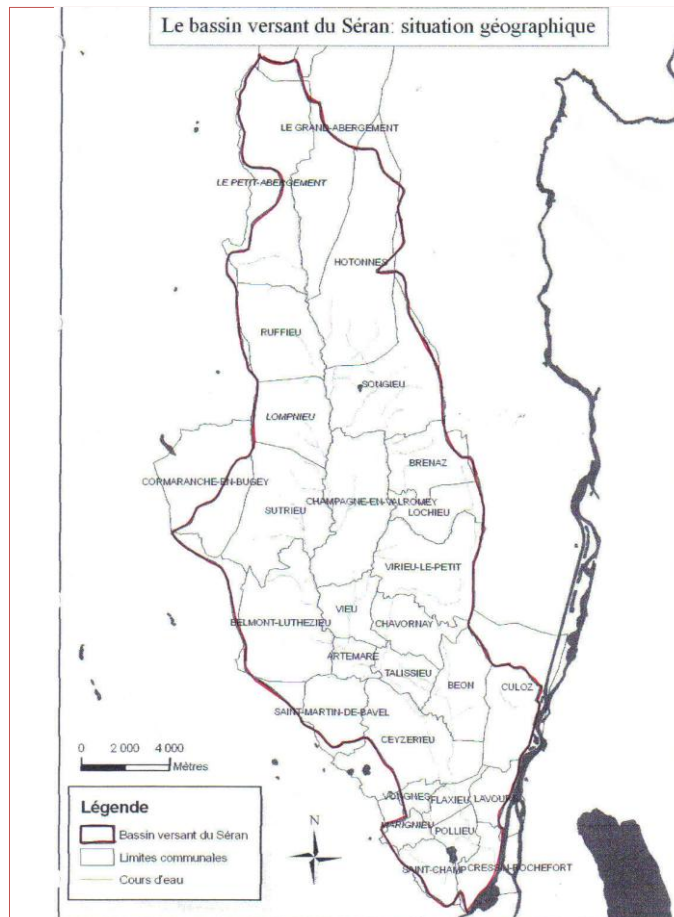 Le bassin versant du Séran: situation géographique
LE GRAND-ABERGEMENT
LE PETIT-ABERGEMENT
HOTONNES
RUFFIEU
SONGIEU
LOMPNIEU
BRENAZ
CORMARANCHE-EN-BUGEY
CHAMPAGNE-EN-VALROMEY
SUTRIEU
LOCHIEU
VIRIEU-LE-PETIT
VIEU
BELMONT-LUTHEZIEU
CHAVORNAY
ARTEMARE
TALISSIEU
BEON
CULOZ
SAINT-MARTIN-DE-BAVEL
CEYZERIEU
0 2 000 4 000
Mètres
VONGNES
FLAXIEU
LAVOURS
MARIGNIEU
POLLIEU
SAINT-CHAMP
CRESSIN-ROCHEFORT
N
Légende
Bassin versant du Séran
Limites communales
Cours d'eau